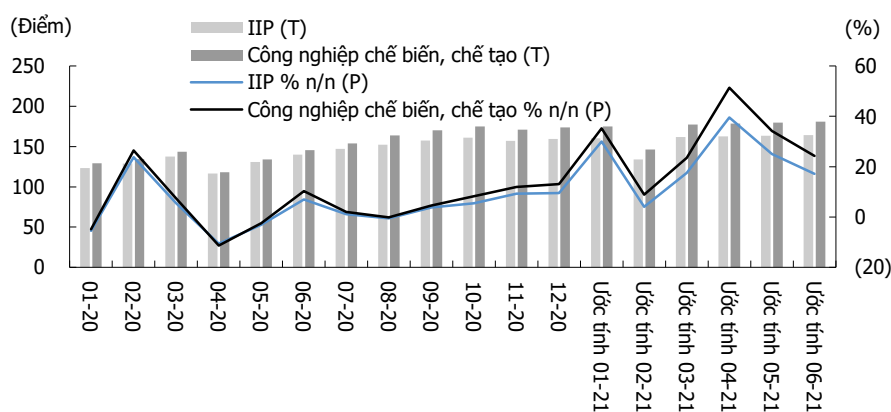 (Điểm)
(%)
IIP (T)
Công nghiệp chế biến, chế tạo (T)
IIP % n/n (P)
Công nghiệp chế biến, chế tạo % n/n (P)
250
200
150
100
50
0
60
40
20
0
(20)
01-20
02-20
03-20
04-20
05-20
06-20
07-20
08-20
09-20
10-20
11-20
12-20
Ước tính 01-21
Ước tính 02-21
Ước tính 03-21
Ước tính 04-21
Ước tính 05-21
Ước tính 06-21